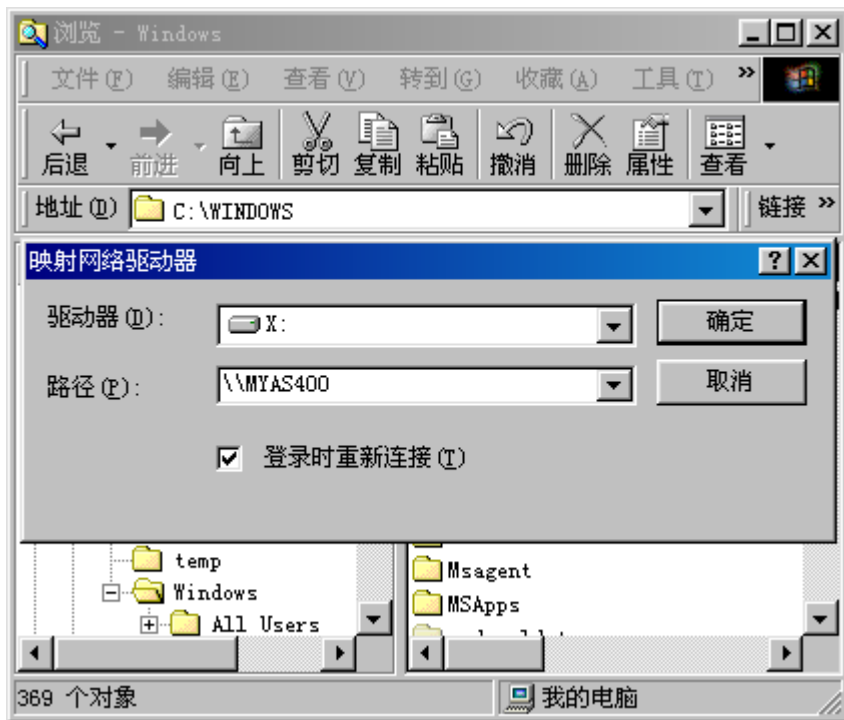 浏览 - Windows
文件(F) 编辑(E) 查看(V) 转到(G) 收藏(A) 工具(T) »
后退 前进 向上 剪切 复制 粘贴 撤消 删除 属性 查看
地址(D) C:\WINDOWS 链接 »
映射网络驱动器
驱动器(D): X: 确定
路径(P): \\MYAS400 取消
登录时重新连接(T)
temp
Windows
All Users
Msagent
MSApps
369 个对象 我的电脑